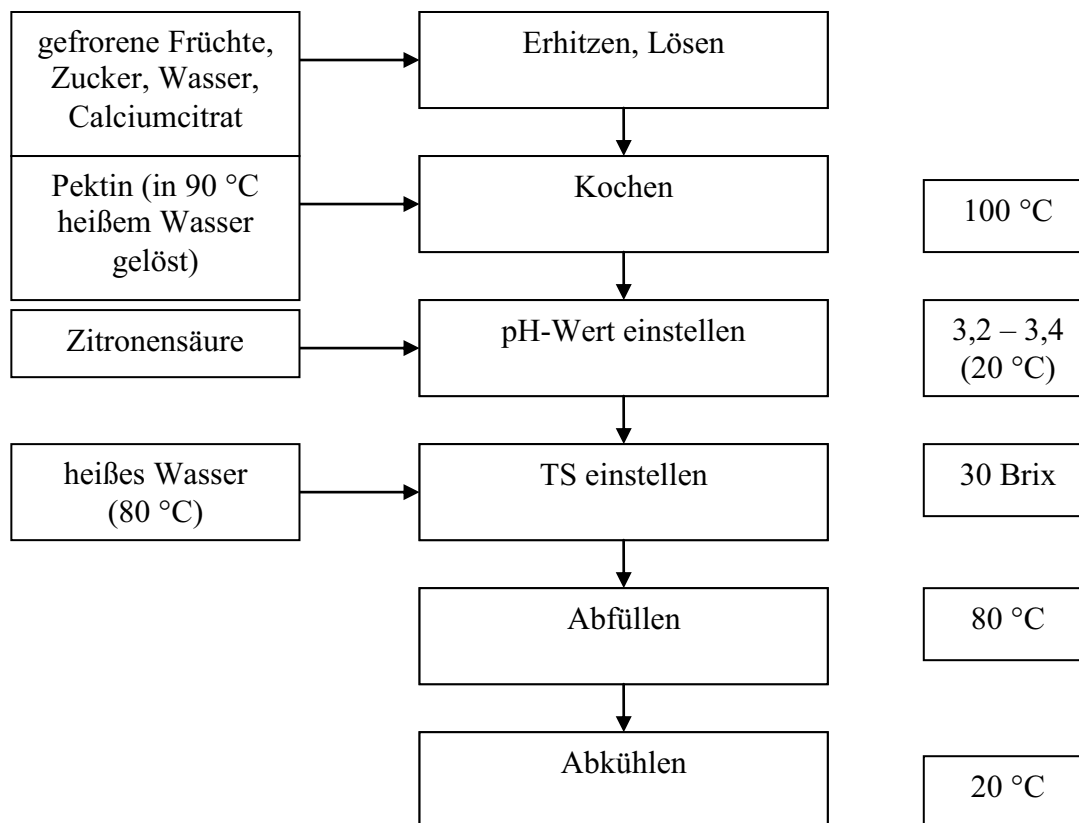 gefrorene Früchte,
Zucker, Wasser,
Calciumcitrat
Erhitzen, Lösen
Pektin (in 90 °C
heißem Wasser
gelöst)
Kochen
100 °C
Zitronensäure
pH-Wert einstellen
3,2 – 3,4
(20 °C)
heißes Wasser
(80 °C)
TS einstellen
30 Brix
Abfüllen
80 °C
Abkühlen
20 °C